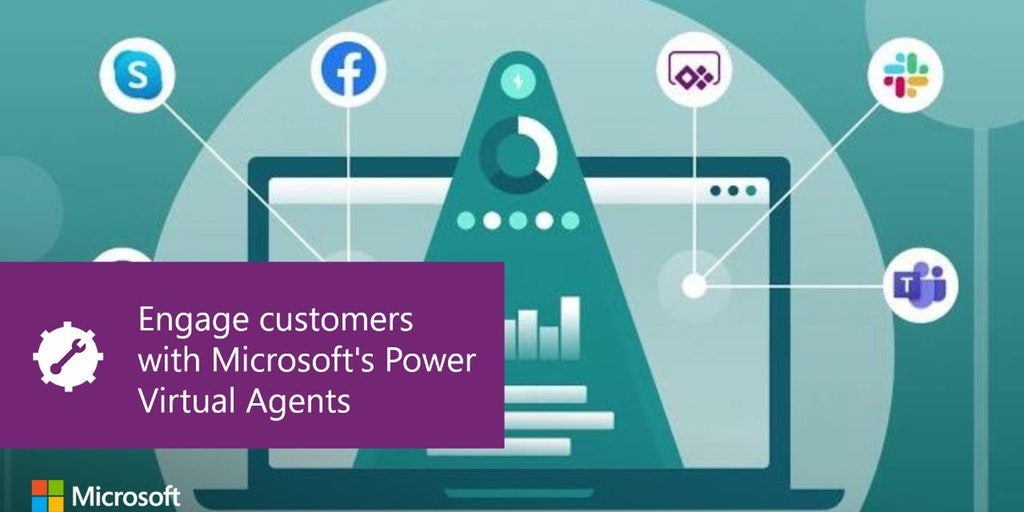 S
f
T
Engage customers
with Microsoft's Power
Virtual Agents
Microsoft